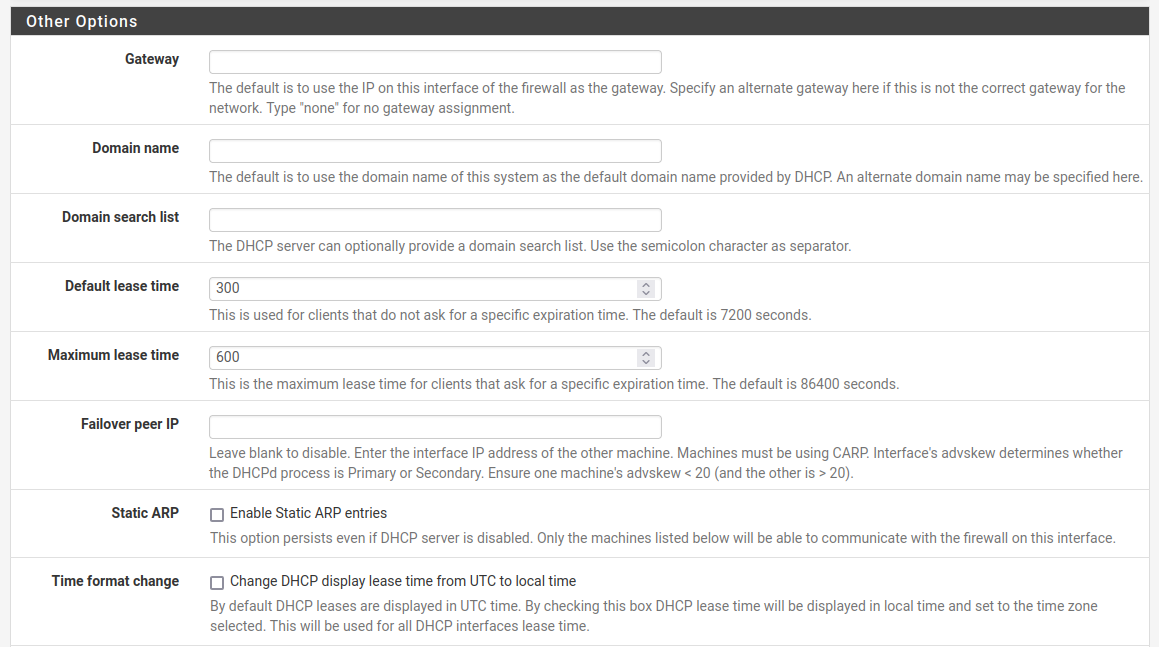 Other Options
Gateway
The default is to use the IP on this interface of the firewall as the gateway. Specify an alternate gateway here if this is not the correct gateway for the
network. Type "none" for no gateway assignment.
Domain name
The default is to use the domain name of this system as the default domain name provided by DHCP. An alternate domain name may be specified here.
Domain search list
The DHCP server can optionally provide a domain search list. Use the semicolon character as separator.
Default lease time
300
This is used for clients that do not ask for a specific expiration time. The default is 7200 seconds.
Maximum lease time
600
This is the maximum lease time for clients that ask for a specific expiration time. The default is 86400 seconds.
Failover peer IP
Leave blank to disable. Enter the interface IP address of the other machine. Machines must be using CARP. Interface's advskew determines whether
the DHCPd process is Primary or Secondary. Ensure one machine's advskew < 20 (and the other is > 20).
Static ARP
Enable Static ARP entries
This option persists even if DHCP server is disabled. Only the machines listed below will be able to communicate with the firewall on this interface.
Time format change
Change DHCP display lease time from UTC to local time
By default DHCP leases are displayed in UTC time. By checking this box DHCP lease time will be displayed in local time and set to the time zone
selected. This will be used for all DHCP interfaces lease time.